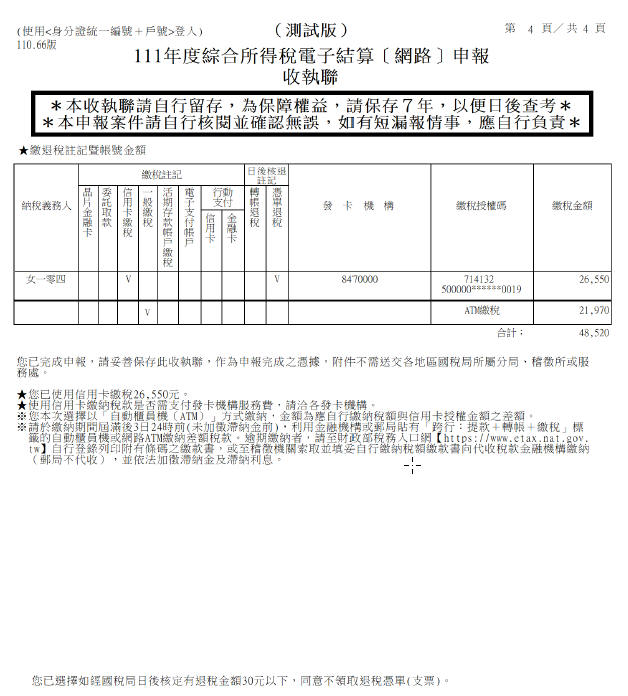 (使用<身分證統一編號＋戶號>登入)
110.66版
（測試版）
第 4 頁／共 4 頁
111年度綜合所得稅電子結算〔網路〕申報
收執聯
＊本收執聯請自行留存，為保障權益，請保存７年，以便日後查考＊
＊本申報案件請自行核閱並確認無誤，如有短漏報情事，應自行負責＊
★繳退稅註記暨帳號金額
納稅義務人 繳稅註記 日後核退註記 發 卡 機 構 繳稅授權碼 繳稅金額
晶片金融卡 委託取款 信用卡繳稅 一般繳稅 活期存款帳戶繳稅 電子支付帳戶 行動支付 信用卡 金融卡 轉帳退稅 憑單退稅
女一零四 V V 8470000 714132 26,550
500000******0019
V ATM繳稅 21,970
合計： 48,520
您已完成申報，請妥善保存此收執聯，作為申報完成之憑據，附件不需送交各地區國稅局所屬分局、稽徵所或服
務處。
★您已使用信用卡繳稅26,550元。
★使用信用卡繳納稅款是否需支付發卡機構服務費，請洽各發卡機構。
※您本次選擇以「自動櫃員機（ATM）」方式繳納，金額為應自行繳納稅額與信用卡授權金額之差額。
※請於繳納期間屆滿後3日24時前(未加徵滯納金前)，利用金融機構或郵局貼有「跨行：提款＋轉帳＋繳稅」標
籤的自動櫃員機或網路ATM繳納差額稅款。逾期繳納者，請至財政部稅務入口網【https://www.etax.nat.gov.
tw】自行登錄列印附有條碼之繳款書，或至稽徵機關索取並填妥自行繳納稅額繳款書向代收稅款金融機構繳納
（郵局不代收），並依法加徵滯納金及滯納利息。
您已選擇如經國稅局日後核定有退稅金額30元以下，同意不領取退稅憑單(支票)。